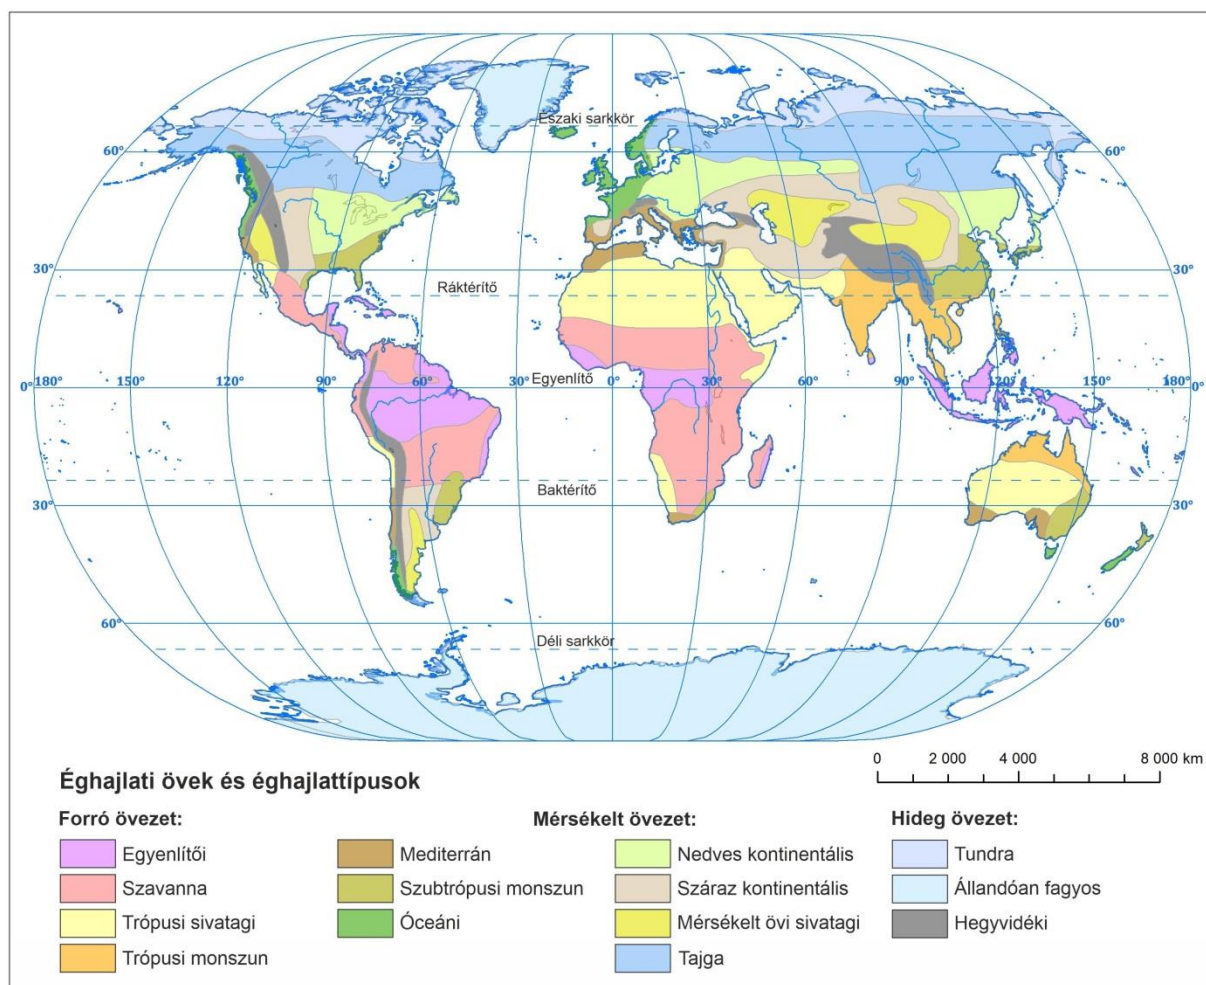 Északi sarkkör
60°
60°
30°
30°
Ráktérítő
Egyenlítő
0° 180° 150° 120° 90° 60° 30° 0° 30° 60° 90° 120° 150° 180° 0°
Baktérítő
30°
30°
60°
60°
Déli sarkkör
0 2 000 4 000 8 000 km
Éghajlati övek és éghajlattípusok
Forró övezet: Mérsékelt övezet: Hideg övezet:
Egyenlítői Mediterrán Nedves kontinentális Tundra
Szavanna Szubtrópusi monszun Száraz kontinentális Állandóan fagyos
Trópusi sivatagi Óceáni Mérsékelt övi sivatagi Hegyvidéki
Trópusi monszun Tajga